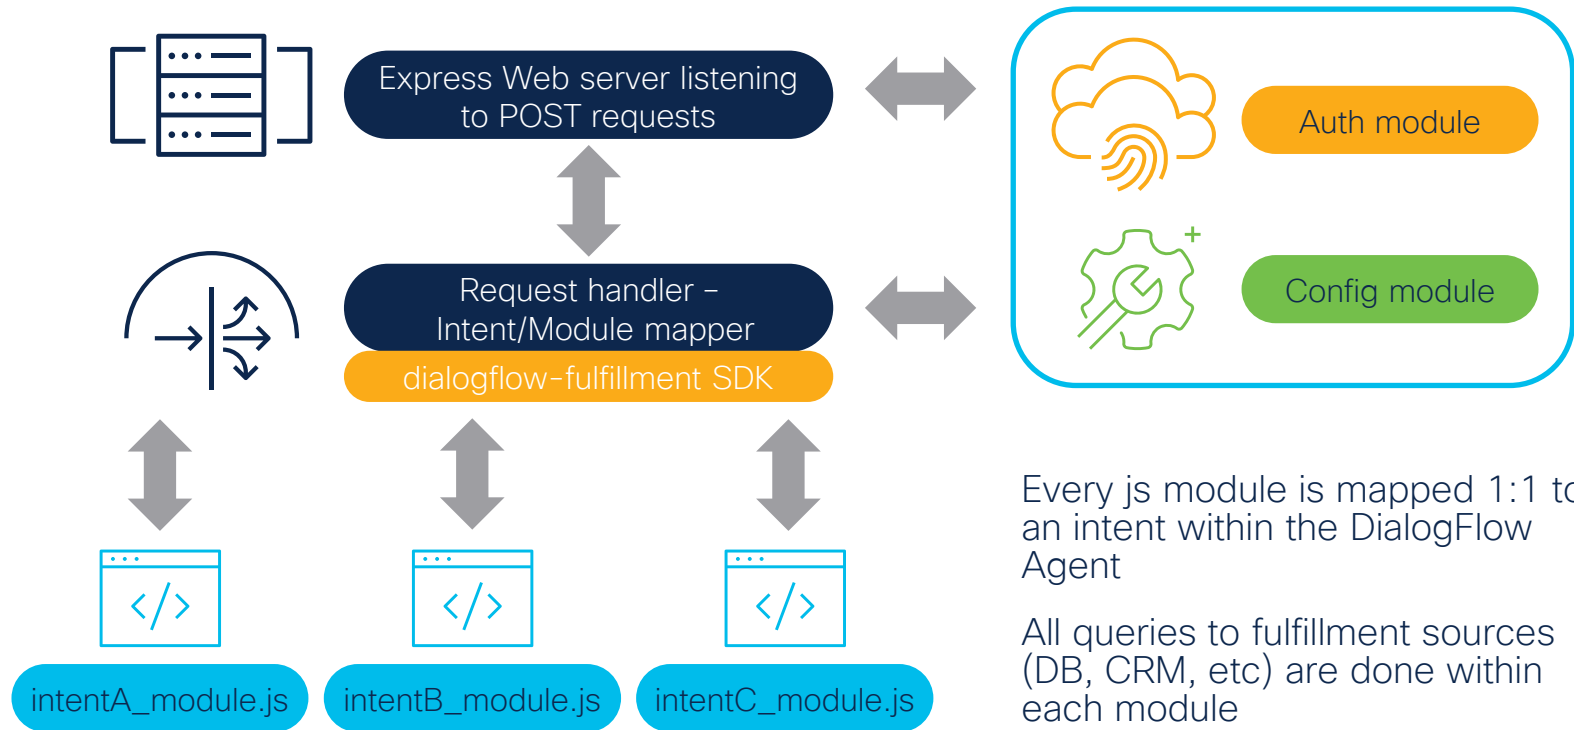 Express Web server listening
to POST requests
Auth module
Request handler –
Intent/Module mapper
Config module
dialogflow-fulfillment SDK
Every js module is mapped 1:1 to
an intent within the DialogFlow
Agent
All queries to fulfillment sources
(DB, CRM, etc) are done within
each module
intentA_module.js
intentB_module.js
intentC_module.js